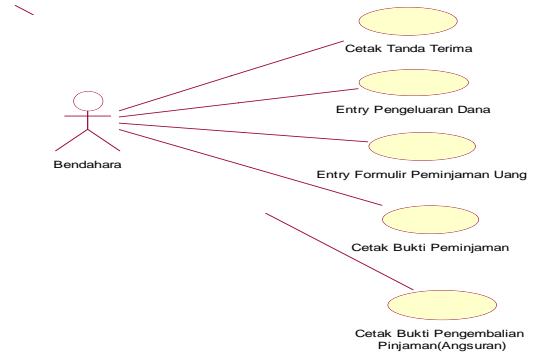 Cetak Tanda Terima
Entry Pengeluaran Dana
Bendahara
Entry Formulir Peminjaman Uang
Cetak Bukti Peminjaman
Cetak Bukti Pengembalian
Pinjaman(Angsuran)